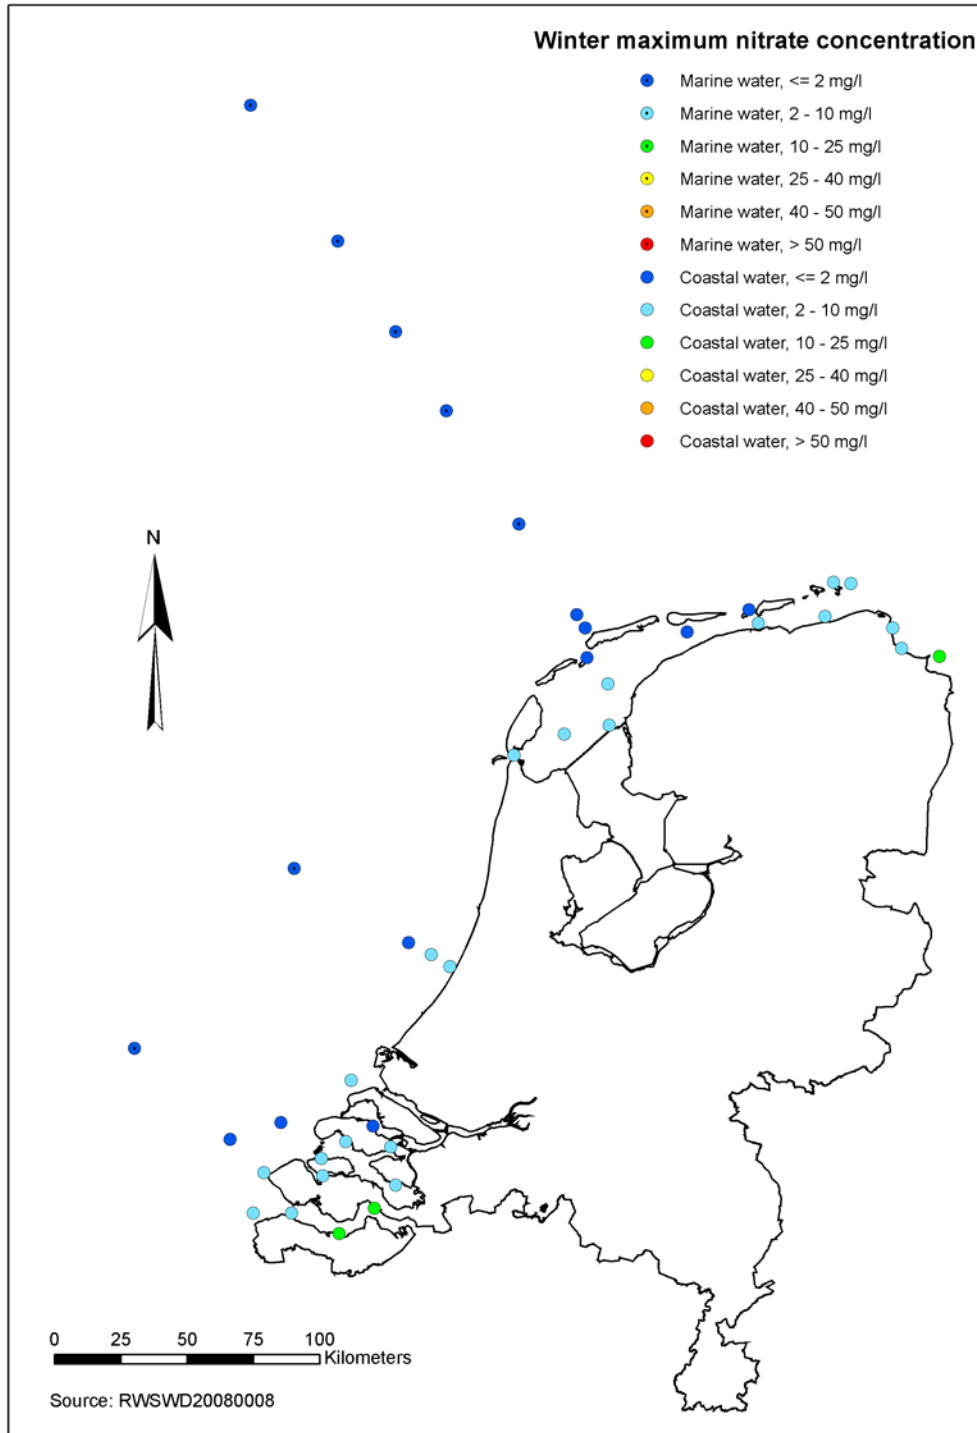 Winter maximum nitrate concentration
Marine water, <= 2 mg/l
Marine water, 2 - 10 mg/l
Marine water, 10 - 25 mg/l
Marine water, 25 - 40 mg/l
Marine water, 40 - 50 mg/l
Marine water, > 50 mg/l
Coastal water, <= 2 mg/l
Coastal water, 2 - 10 mg/l
Coastal water, 10 - 25 mg/l
Coastal water, 25 - 40 mg/l
Coastal water, 40 - 50 mg/l
Coastal water, > 50 mg/l
N
0 25 50 75 100
Kilometers
Source: RWSWD20080008